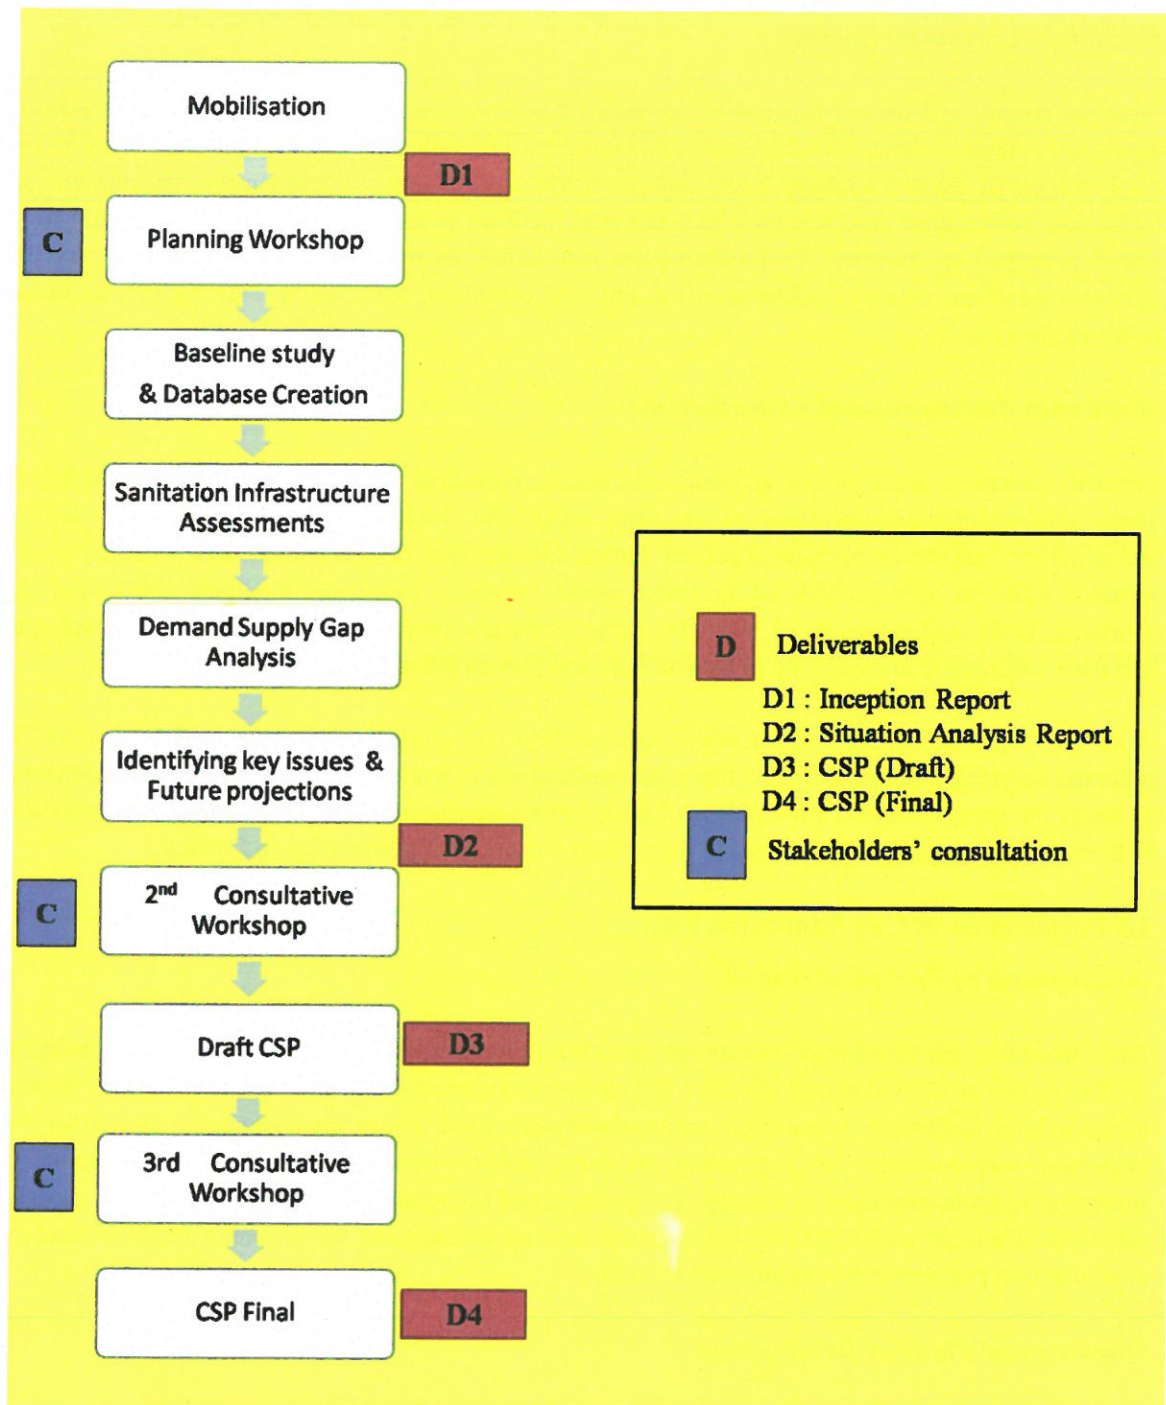 Mobilisation
D1
C
Planning Workshop
Baseline study
& Database Creation
Sanitation Infrastructure
Assessments
Demand Supply Gap
Analysis
Identifying key issues &
Future projections
D2
C
2nd Consultative
Workshop
Draft CSP
D3
C
3rd Consultative
Workshop
CSP Final
D4
D Deliverables
D1 : Inception Report
D2 : Situation Analysis Report
D3 : CSP (Draft)
D4 : CSP (Final)
C Stakeholders' consultation